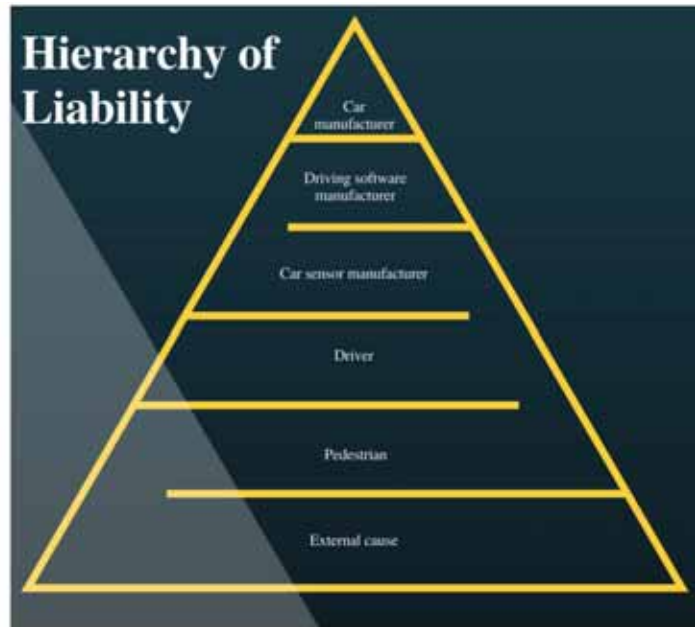 Hierarchy of
Liability
Car
manufacturer
Driving software
manufacturer
Car sensor manufacturer
Driver
Pedestrian
External cause